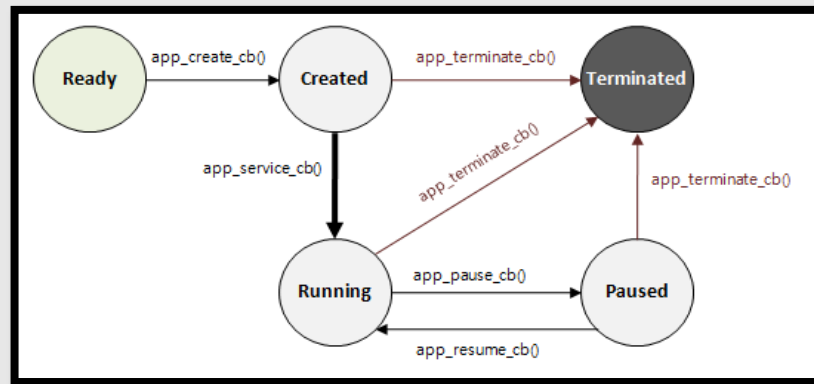 Ready
app_create_cb()
Created
app_terminate_cb()
Terminated
app_service_cb()
app_terminate_cb()
app_terminate_cb()
Running
app_pause_cb()
Paused
app_resume_cb()